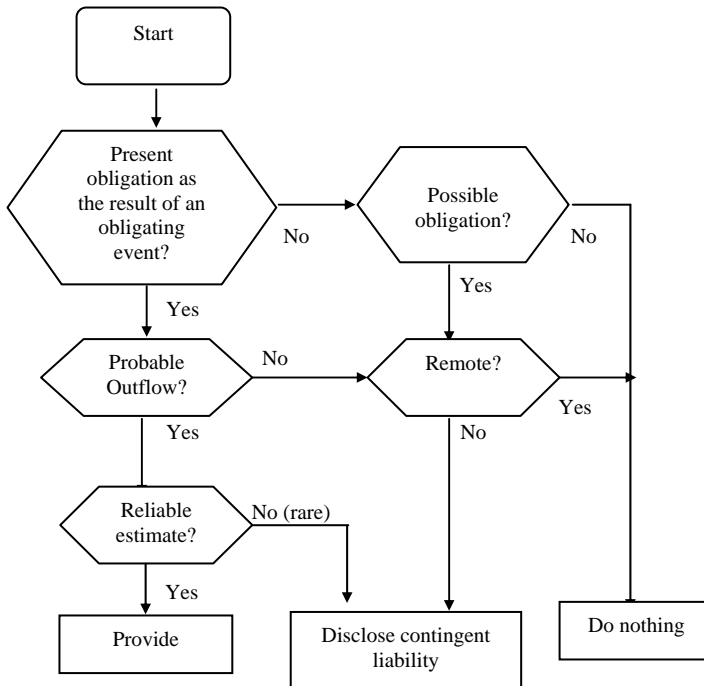 Start
Present
obligation as
the result of an
obligating
event?
No
Possible
obligation?
No
Yes
Yes
Probable
Outflow?
No
Remote?
Yes
Yes
No
Reliable
estimate?
No (rare)
Yes
Provide
Disclose contingent
liability
Do nothing